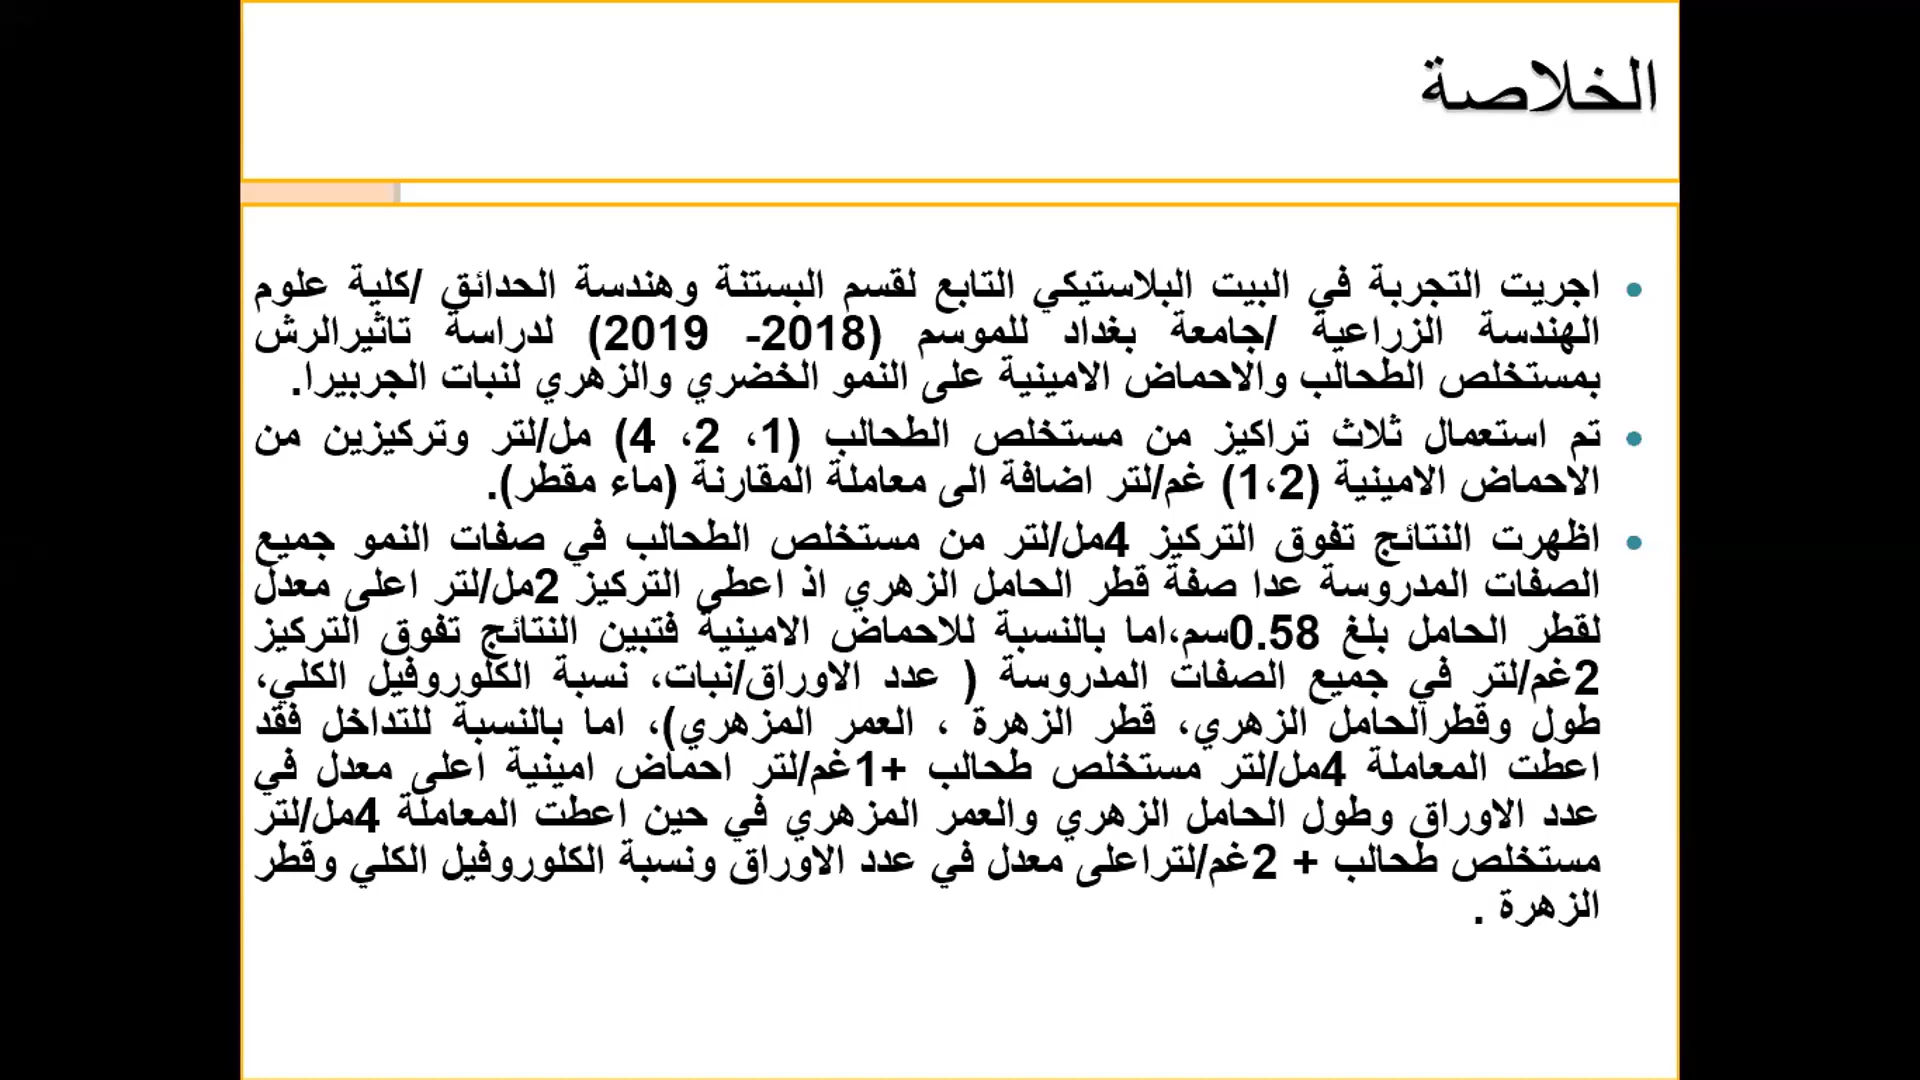 الخلاصة
• اجريت التجربة في البيت البلاستيكي التابع لقسم البستنة وهندسة الحدائق /كلية علوم
الهندسة الزراعية /جامعة بغداد للموسم (2018- 2019) لدراسة تاثيرالرش
بمستخلص الطحالب والاحماض الامينية على النمو الخضري والزهري لنبات الجربيرا.
• تم استعمال ثلاث تراكيز من مستخلص الطحالب (1، 2، 4) مل/لتر وتركيزين من
الاحماض الامينية (1،2) غم/لتر اضافة الى معاملة المقارنة (ماء مقطر).
• اظهرت النتائج تفوق التركيز 4مل/لتر من مستخلص الطحالب في صفات النمو جميع
الصفات المدروسة عدا صفة قطر الحامل الزهري اذ اعطى التركيز 2مل/لتر اعلى معدل
لقطر الحامل بلغ 0.58سم،اما بالنسبة للاحماض الامينية فتبين النتائج تفوق التركيز
2غم/لتر في جميع الصفات المدروسة ( عدد الاوراق/نبات، نسبة الكلوروفيل الكلي،
طول وقطرالحامل الزهري، قطر الزهرة ، العمر المزهري)، اما بالنسبة للتداخل فقد
اعطت المعاملة 4مل/لتر مستخلص طحالب +1غم/لتر احماض امينية اعلى معدل في
عدد الاوراق وطول الحامل الزهري والعمر المزهري في حين اعطت المعاملة 4مل/لتر
مستخلص طحالب + 2غم/لتراعلى معدل في عدد الاوراق ونسبة الكلوروفيل الكلي وقطر
الزهرة .